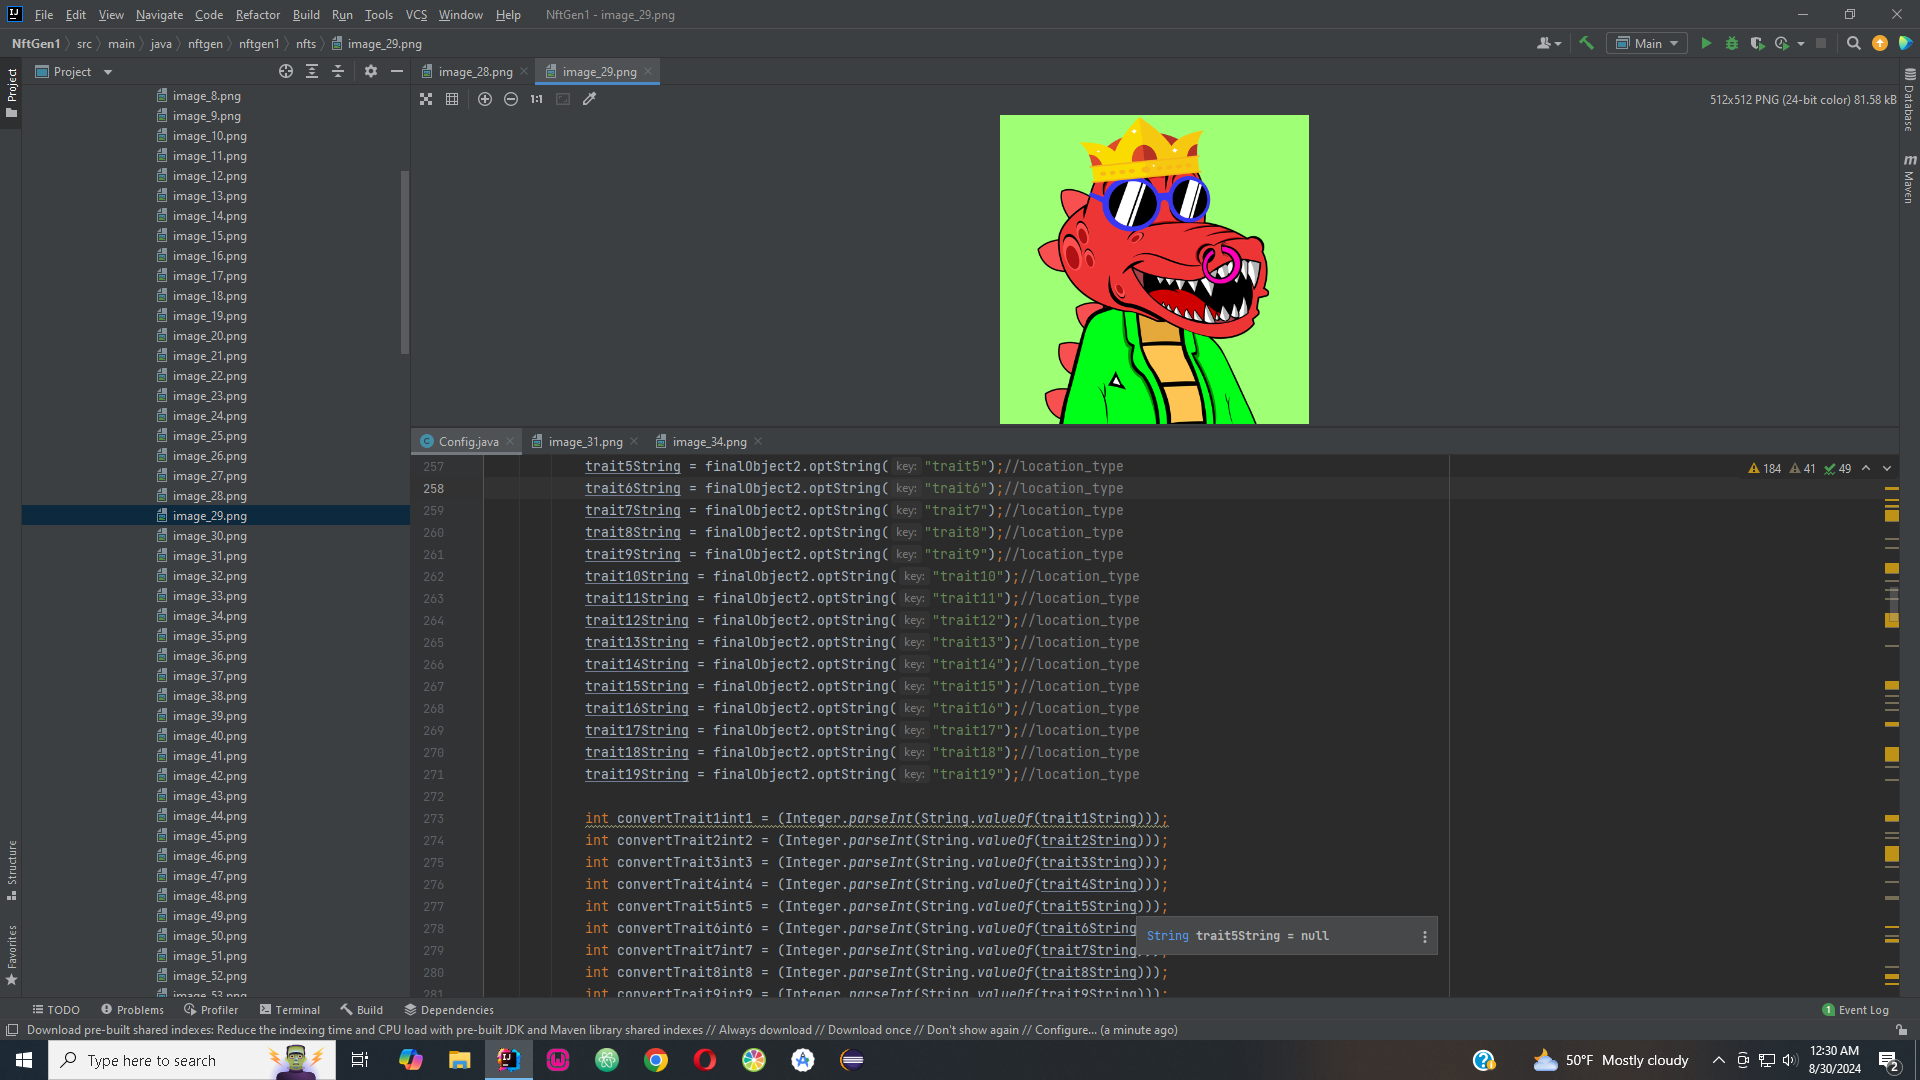 File Edit View Navigate Code Refactor Build Run Tools VCS Window Help NftGen1 - image_29.png
NftGen1 src main java nftgen nftgen1 nfts image_29.png Main
Project
image_28.png image_29.png
1:1 512x512 PNG (24-bit color) 81.58 kB
Project
Structure
Favorites
image_8.png
image_9.png
image_10.png
image_11.png
image_12.png
image_13.png
image_14.png
image_15.png
image_16.png
image_17.png
image_18.png
image_19.png
image_20.png
image_21.png
image_22.png
image_23.png
image_24.png
image_25.png
image_26.png
image_27.png
image_28.png
image_29.png
image_30.png
image_31.png
image_32.png
image_33.png
image_34.png
image_35.png
image_36.png
image_37.png
image_38.png
image_39.png
image_40.png
image_41.png
image_42.png
image_43.png
image_44.png
image_45.png
image_46.png
image_47.png
image_48.png
image_49.png
image_50.png
image_51.png
image_52.png
image_53.png
Database
m Maven
Config.java image_31.png image_34.png
184 41 49
257 trait5String = finalObject2.optString( key: "trait5");//location_type
258 trait6String = finalObject2.optString( key: "trait6");//location_type
259 trait7String = finalObject2.optString( key: "trait7");//location_type
260 trait8String = finalObject2.optString( key: "trait8");//location_type
261 trait9String = finalObject2.optString( key: "trait9");//location_type
262 trait10String = finalObject2.optString( key: "trait10");//location_type
263 trait11String = finalObject2.optString( key: "trait11");//location_type
264 trait12String = finalObject2.optString( key: "trait12");//location_type
265 trait13String = finalObject2.optString( key: "trait13");//location_type
266 trait14String = finalObject2.optString( key: "trait14");//location_type
267 trait15String = finalObject2.optString( key: "trait15");//location_type
268 trait16String = finalObject2.optString( key: "trait16");//location_type
269 trait17String = finalObject2.optString( key: "trait17");//location_type
270 trait18String = finalObject2.optString( key: "trait18");//location_type
271 trait19String = finalObject2.optString( key: "trait19");//location_type
272
273 int convertTrait1int1 = (Integer.parseInt(String.valueOf(trait1String)));
274 int convertTrait2int2 = (Integer.parseInt(String.valueOf(trait2String)));
275 int convertTrait3int3 = (Integer.parseInt(String.valueOf(trait3String)));
276 int convertTrait4int4 = (Integer.parseInt(String.valueOf(trait4String)));
277 int convertTrait5int5 = (Integer.parseInt(String.valueOf(trait5String)));
278 int convertTrait6int6 = (Integer.parseInt(String.valueOf(trait6String
String trait5String = null
279 int convertTrait7int7 = (Integer.parseInt(String.valueOf(trait7String
280 int convertTrait8int8 = (Integer.parseInt(String.valueOf(trait8String)));
281 int convertTrait9int9 = (Integer.parseInt(String.valueOf(trait9String)));
TODO Problems Profiler Terminal Build Dependencies 1 Event Log
Download pre-built shared indexes: Reduce the indexing time and CPU load with pre-built JDK and Maven library shared indexes // Always download // Download once // Don't show again // Configure... (a minute ago)
Type here to search
50°F Mostly cloudy
12:30 AM
8/30/2024
2